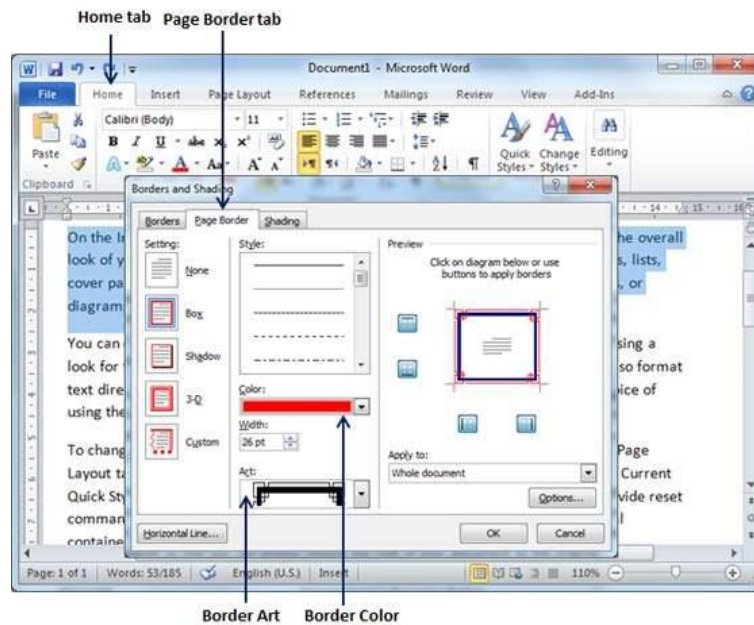 Home tab Page Border tab
Document1 - Microsoft Word
File Home Insert Page Layout References Mailings Review View Add-Ins
Calibri (Body) 11
Paste
B I U abc x₂ x²
Aa A A
Quick Styles
Change Styles
Editing
Clipboard
Borders and Shading
Borders Page Border Shading
Setting:
None
Box
Shadow
3-D
Custom
Style:
Color:
Width:
26 pt
Art:
Preview
Click on diagram below or use
buttons to apply borders
Apply to:
Whole document
Options...
Horizontal Line... OK Cancel
On the he overall
look of y s, lists,
cover pa s, or
diagram
You can sing a
look for so format
text dire ice of
using the
To chang Page
Layout ta Current
Quick Sty vide reset
comman
containe
Page: 1 of 1 Words: 53/185 English (U.S.) Insert 110%
Border Art Border Color